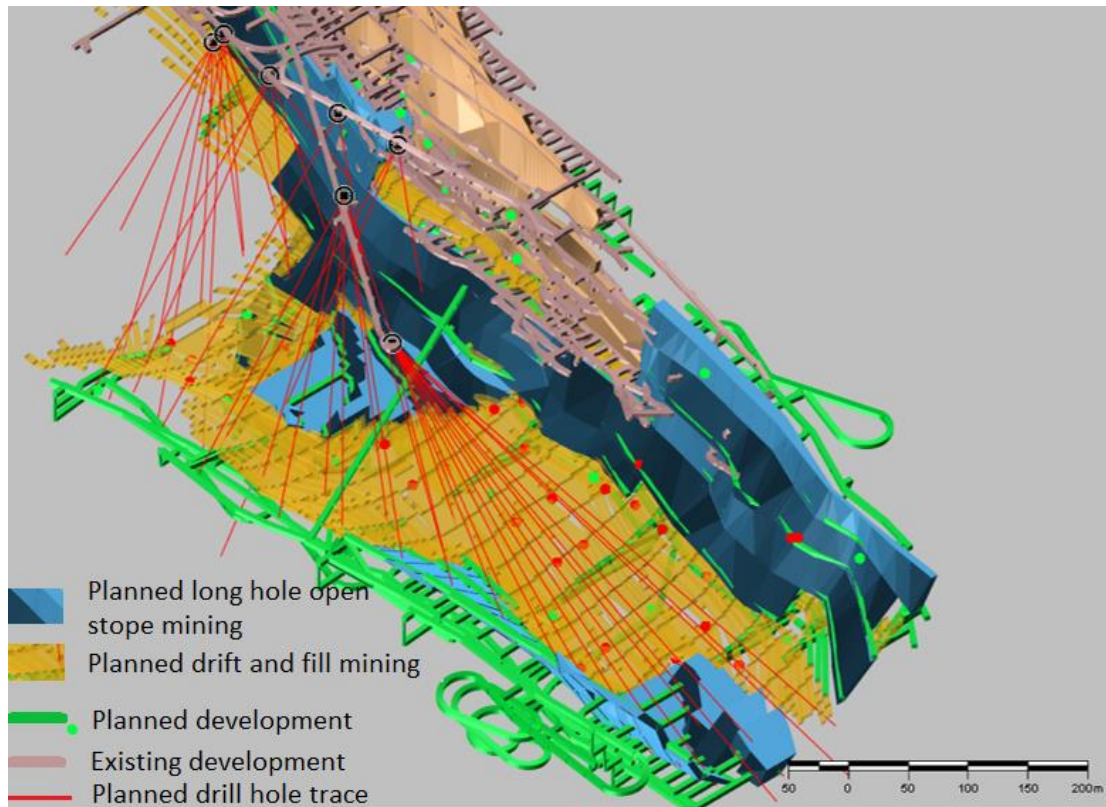 Planned long hole open
stope mining
Planned drift and fill mining
Planned development
Existing development
Planned drill hole trace
50 0 50 100 150 200m